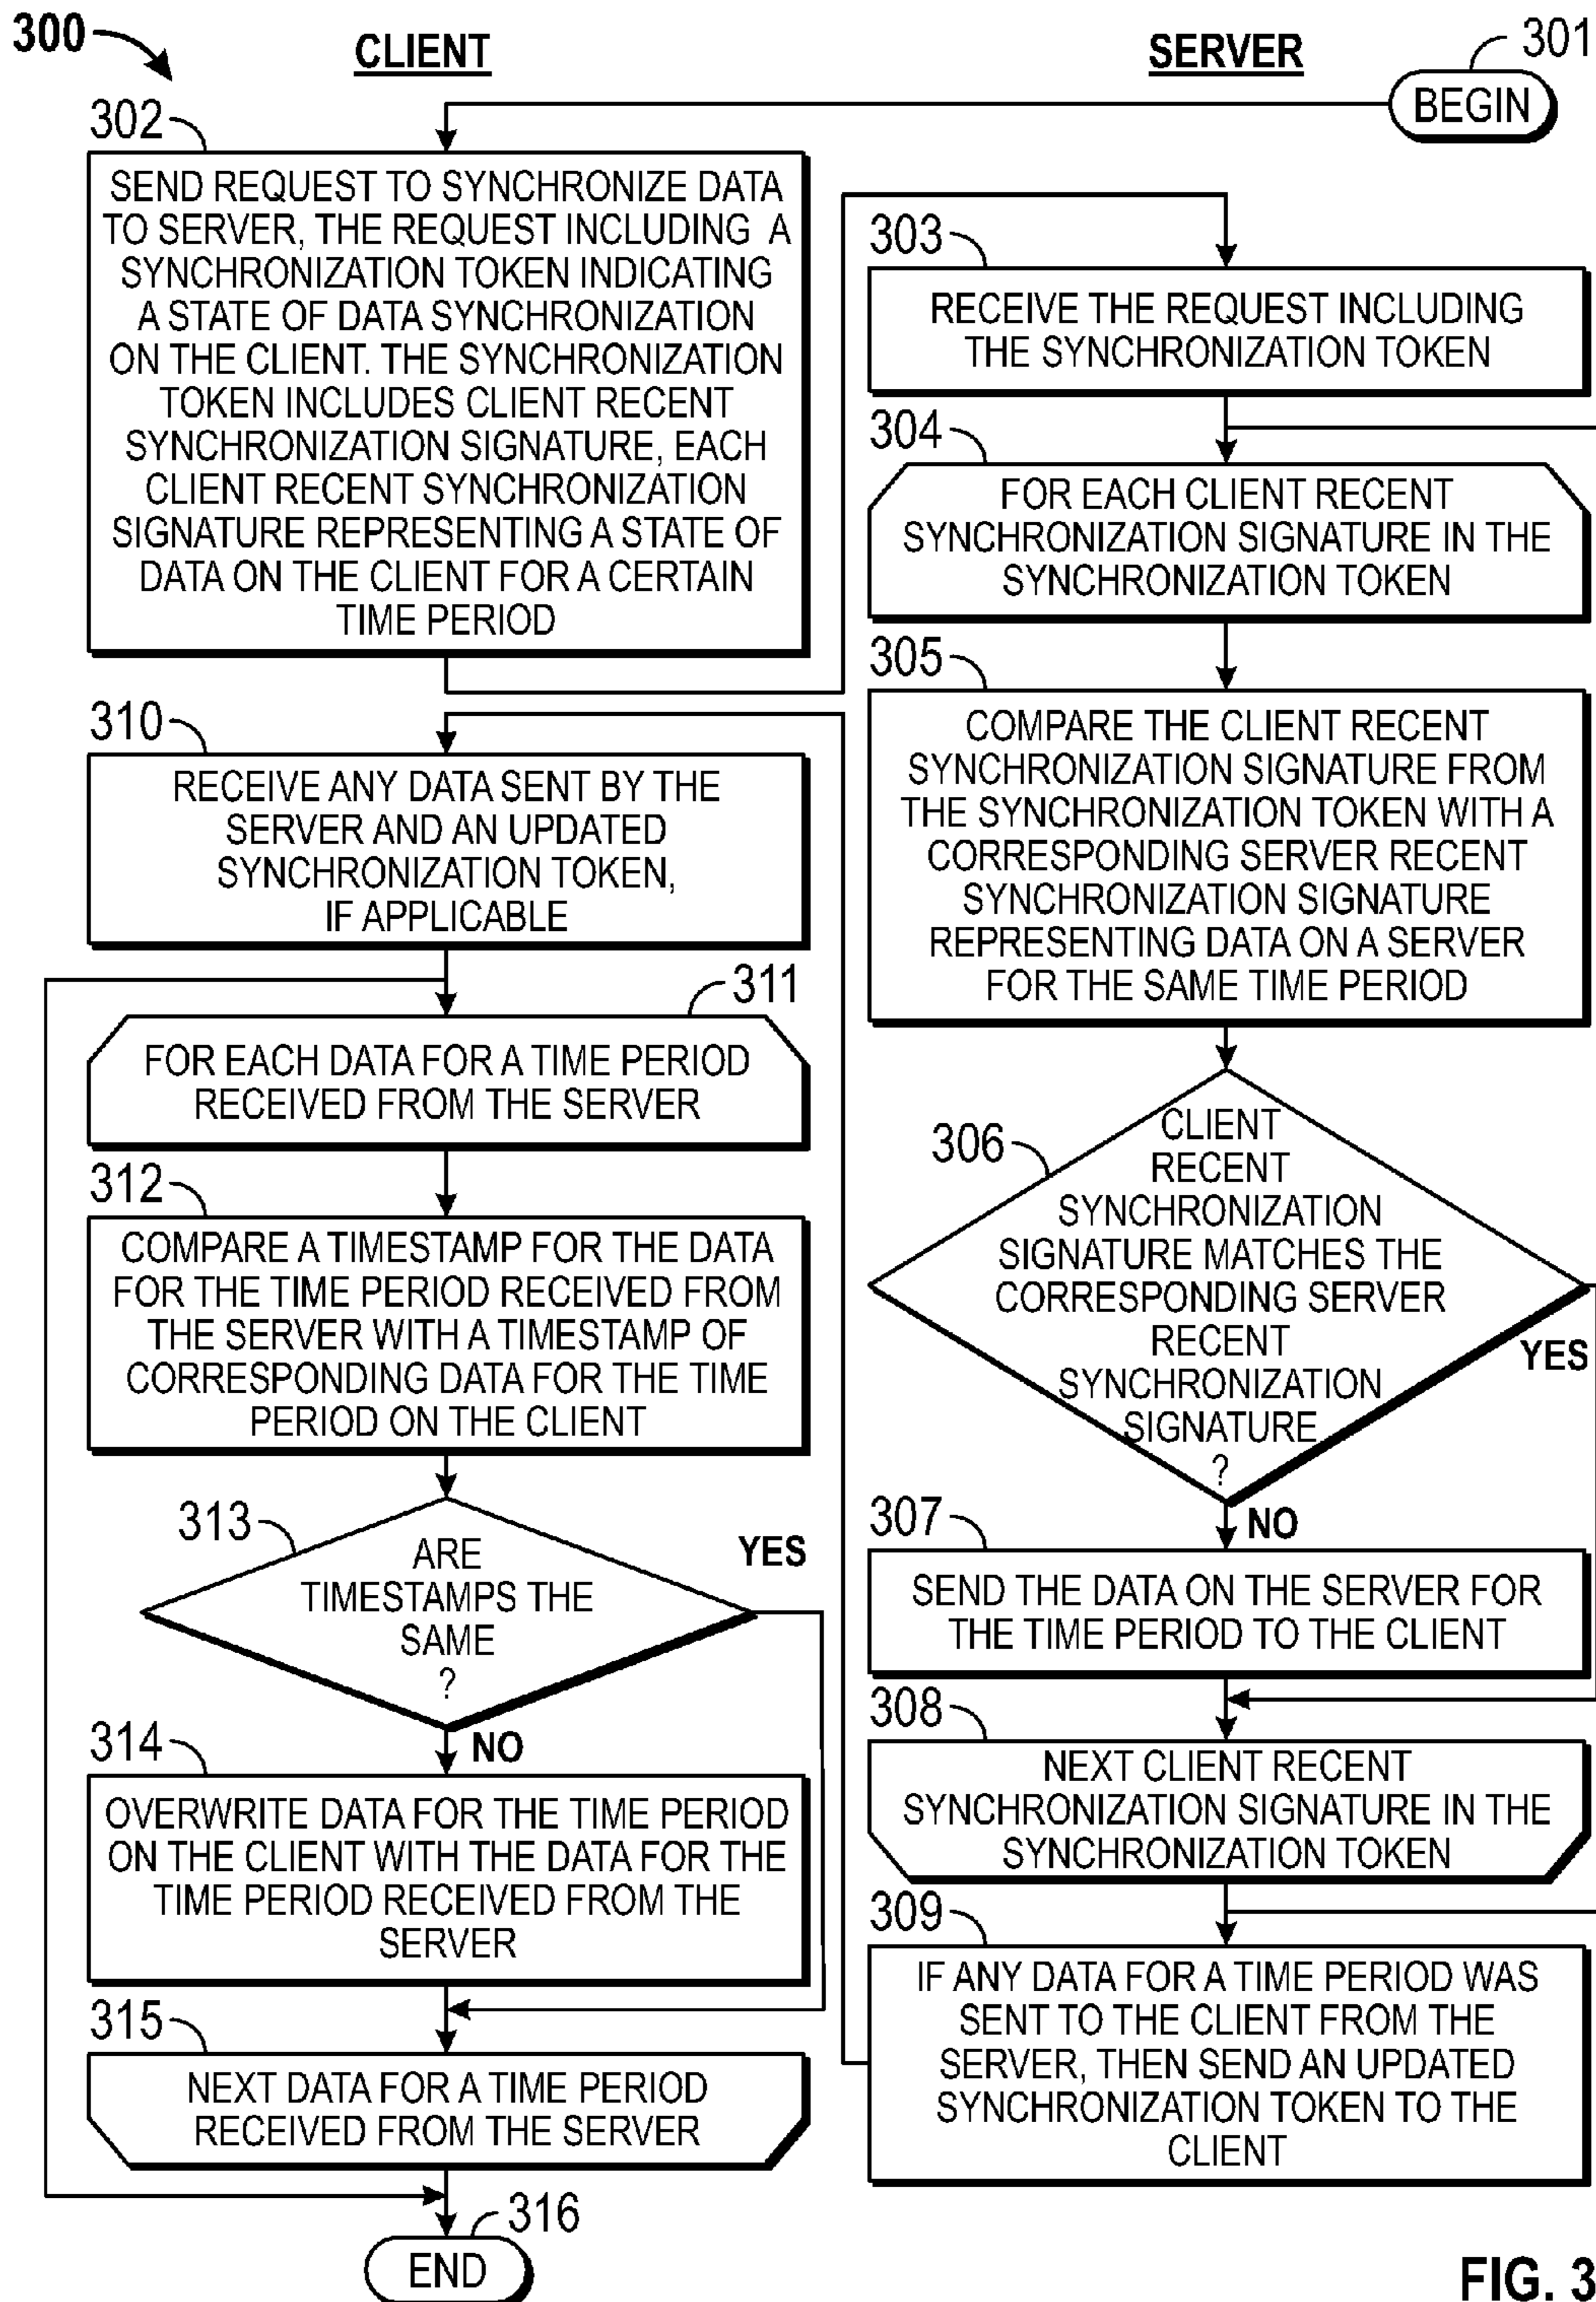 300
CLIENT
SERVER
301
BEGIN
302
SEND REQUEST TO SYNCHRONIZE DATA
TO SERVER, THE REQUEST INCLUDING A
SYNCHRONIZATION TOKEN INDICATING
A STATE OF DATA SYNCHRONIZATION
ON THE CLIENT. THE SYNCHRONIZATION
TOKEN INCLUDES CLIENT RECENT
SYNCHRONIZATION SIGNATURE, EACH
CLIENT RECENT SYNCHRONIZATION
SIGNATURE REPRESENTING A STATE OF
DATA ON THE CLIENT FOR A CERTAIN
TIME PERIOD
303
RECEIVE THE REQUEST INCLUDING
THE SYNCHRONIZATION TOKEN
304
FOR EACH CLIENT RECENT
SYNCHRONIZATION SIGNATURE IN THE
SYNCHRONIZATION TOKEN
305
COMPARE THE CLIENT RECENT
SYNCHRONIZATION SIGNATURE FROM
THE SYNCHRONIZATION TOKEN WITH A
CORRESPONDING SERVER RECENT
SYNCHRONIZATION SIGNATURE
REPRESENTING DATA ON A SERVER
FOR THE SAME TIME PERIOD
306
CLIENT
RECENT
SYNCHRONIZATION
SIGNATURE MATCHES THE
CORRESPONDING SERVER
RECENT
SYNCHRONIZATION
SIGNATURE
?
YES
NO
307
SEND THE DATA ON THE SERVER FOR
THE TIME PERIOD TO THE CLIENT
308
NEXT CLIENT RECENT
SYNCHRONIZATION SIGNATURE IN THE
SYNCHRONIZATION TOKEN
309
IF ANY DATA FOR A TIME PERIOD WAS
SENT TO THE CLIENT FROM THE
SERVER, THEN SEND AN UPDATED
SYNCHRONIZATION TOKEN TO THE
CLIENT
310
RECEIVE ANY DATA SENT BY THE
SERVER AND AN UPDATED
SYNCHRONIZATION TOKEN,
IF APPLICABLE
311
FOR EACH DATA FOR A TIME PERIOD
RECEIVED FROM THE SERVER
312
COMPARE A TIMESTAMP FOR THE DATA
FOR THE TIME PERIOD RECEIVED FROM
THE SERVER WITH A TIMESTAMP OF
CORRESPONDING DATA FOR THE TIME
PERIOD ON THE CLIENT
313
ARE
TIMESTAMPS THE
SAME
?
YES
NO
314
OVERWRITE DATA FOR THE TIME PERIOD
ON THE CLIENT WITH THE DATA FOR THE
TIME PERIOD RECEIVED FROM THE
SERVER
315
NEXT DATA FOR A TIME PERIOD
RECEIVED FROM THE SERVER
316
END
FIG. 3